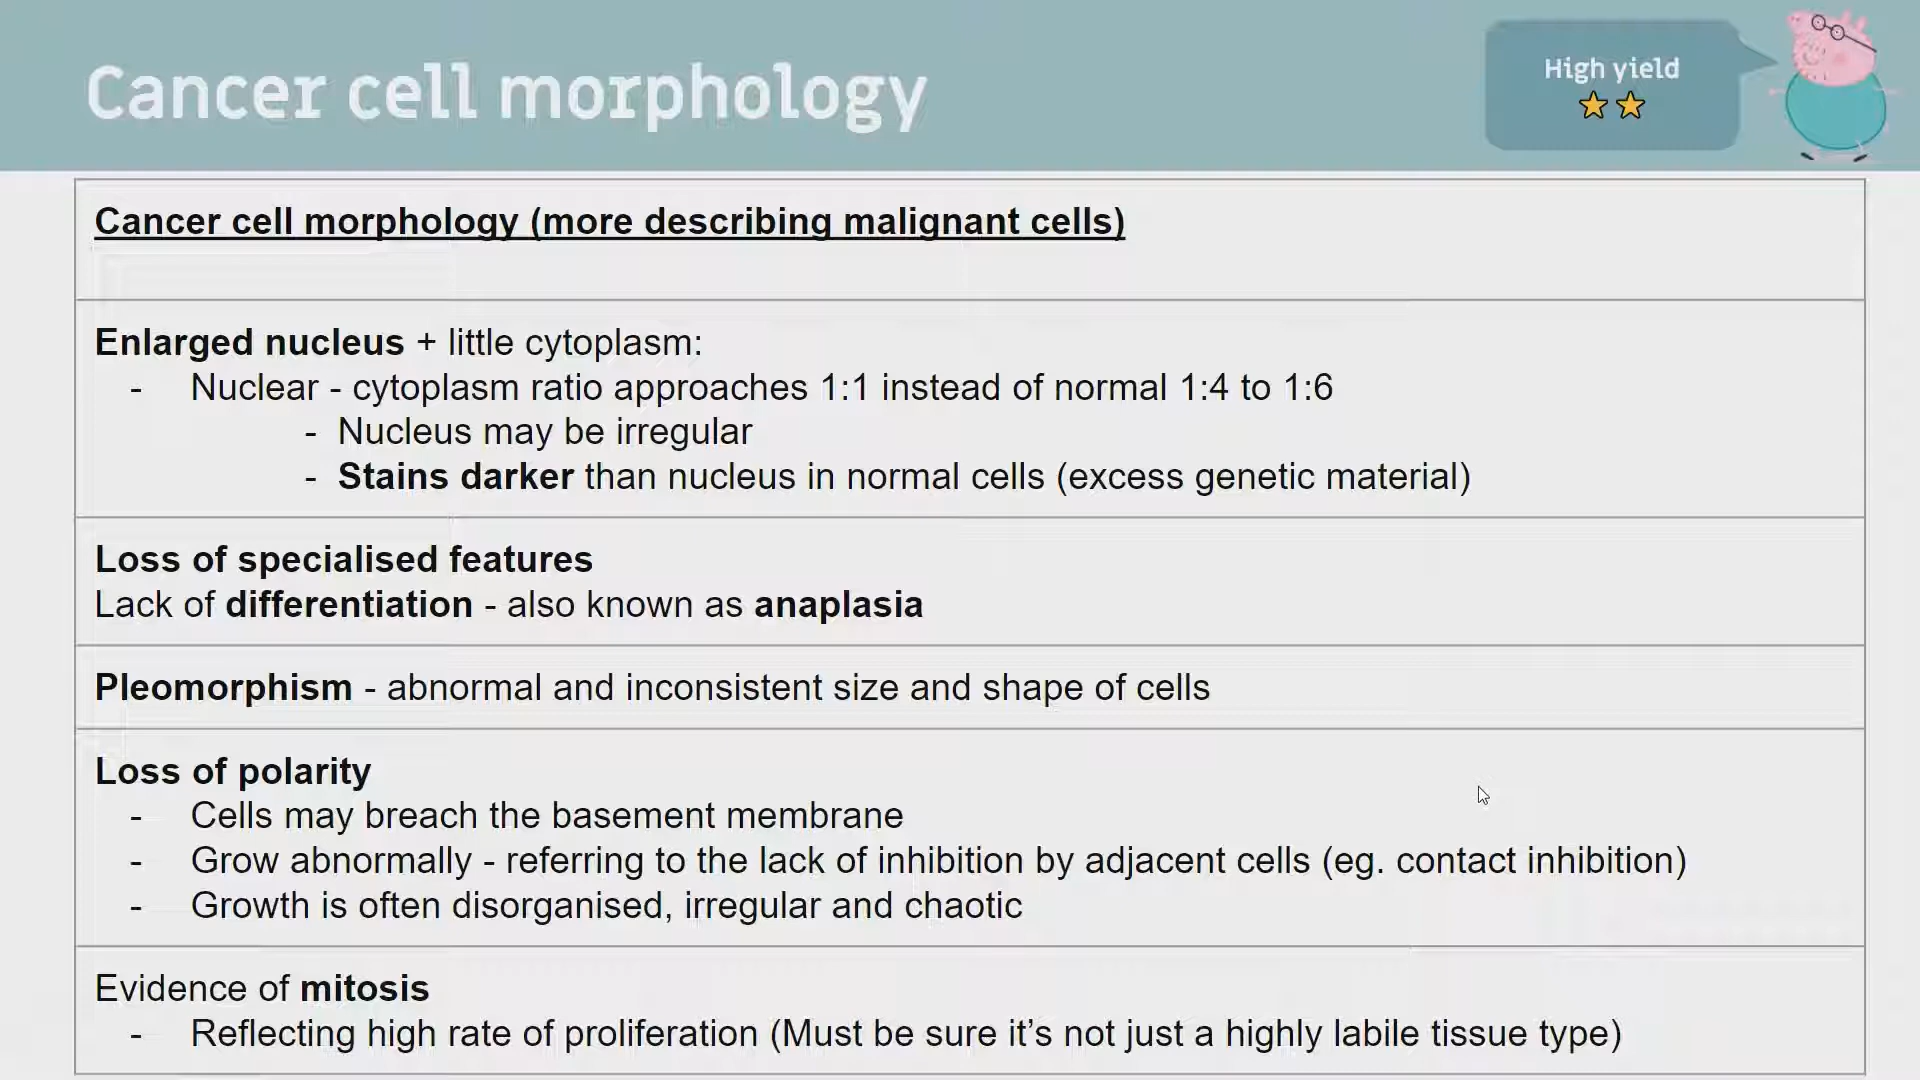 Cancer cell morphology
High yield
Cancer cell morphology (more describing malignant cells)
Enlarged nucleus + little cytoplasm:
- Nuclear - cytoplasm ratio approaches 1:1 instead of normal 1:4 to 1:6
- Nucleus may be irregular
- Stains darker than nucleus in normal cells (excess genetic material)
Loss of specialised features
Lack of differentiation - also known as anaplasia
Pleomorphism - abnormal and inconsistent size and shape of cells
Loss of polarity
- Cells may breach the basement membrane
- Grow abnormally - referring to the lack of inhibition by adjacent cells (eg. contact inhibition)
- Growth is often disorganised, irregular and chaotic
Evidence of mitosis
- Reflecting high rate of proliferation (Must be sure it’s not just a highly labile tissue type)